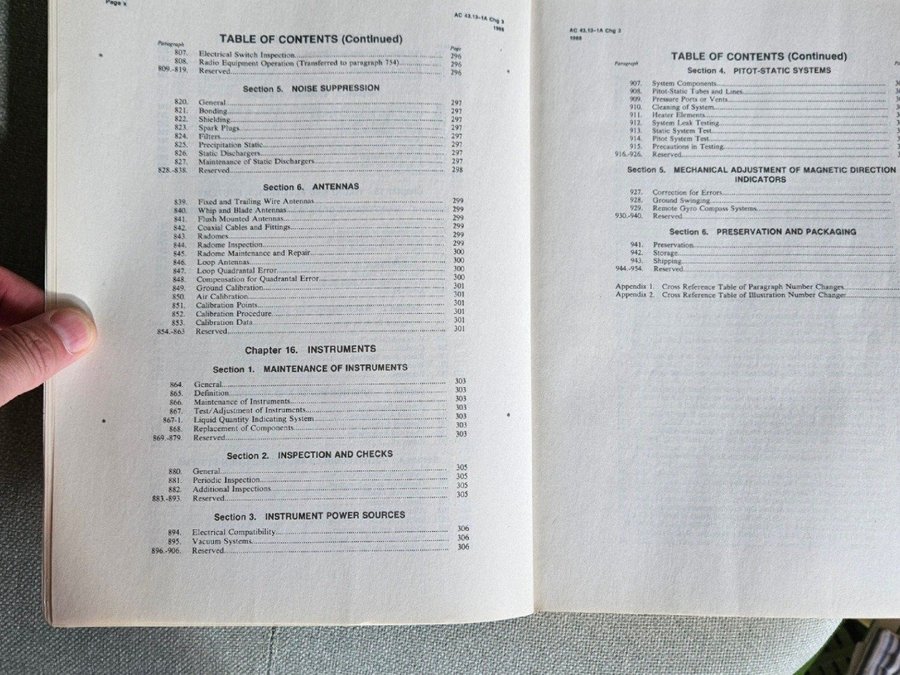 Page x
AC 43.13-1A Chg 3
1988
TABLE OF CONTENTS (Continued)
Paragraph Page
807. Electrical Switch Inspection 296
808. Radio Equipment Operation (Transferred to paragraph 754) 296
809.-819. Reserved 296
Section 5. NOISE SUPPRESSION
820. General 297
821. Bonding 297
822. Shielding 297
823. Spark Plugs 297
824. Filters 297
825. Precipitation Static 297
826. Static Dischargers 297
827. Maintenance of Static Dischargers 297
828.-838. Reserved 298
Section 6. ANTENNAS
839. Fixed and Trailing Wire Antennas 299
840. Whip and Blade Antennas 299
841. Flush Mounted Antennas 299
842. Coaxial Cables and Fittings 299
843. Radomes 299
844. Radome Inspection 299
845. Radome Maintenance and Repair 300
846. Loop Antennas 300
847. Loop Quadrantal Error 300
848. Compensation for Quadrantal Error 300
849. Ground Calibration 301
850. Air Calibration 301
851. Calibration Points 301
852. Calibration Procedure 301
853. Calibration Data 301
854.-863 Reserved 301
Chapter 16. INSTRUMENTS
Section 1. MAINTENANCE OF INSTRUMENTS
864. General 303
865. Definition 303
866. Maintenance of Instruments 303
867. Test/Adjustment of Instruments 303
867-1. Liquid Quantity Indicating System 303
868. Replacement of Components 303
869.-879. Reserved 303
Section 2. INSPECTION AND CHECKS
880. General 305
881. Periodic Inspection 305
882. Additional Inspections 305
883.-893. Reserved 305
Section 3. INSTRUMENT POWER SOURCES
894. Electrical Compatibility 306
895. Vacuum Systems 306
896.-906. Reserved 306
AC 43.13-1A Chg 3
1988
TABLE OF CONTENTS (Continued)
Paragraph
Section 4. PITOT-STATIC SYSTEMS
907. System Components
908. Pitot-Static Tubes and Lines
909. Pressure Ports or Vents
910. Cleaning of System
911. Heater Elements
912. System Leak Testing
913. Static System Test
914. Pitot System Test
915. Precautions in Testing
916.-926. Reserved
Section 5. MECHANICAL ADJUSTMENT OF MAGNETIC DIRECTION
INDICATORS
927. Correction for Errors
928. Ground Swinging
929. Remote Gyro Compass Systems
930.-940. Reserved
Section 6. PRESERVATION AND PACKAGING
941. Preservation
942. Storage
943. Shipping
944.-954. Reserved
Appendix 1. Cross Reference Table of Paragraph Number Changes
Appendix 2. Cross Reference Table of Illustration Number Changer